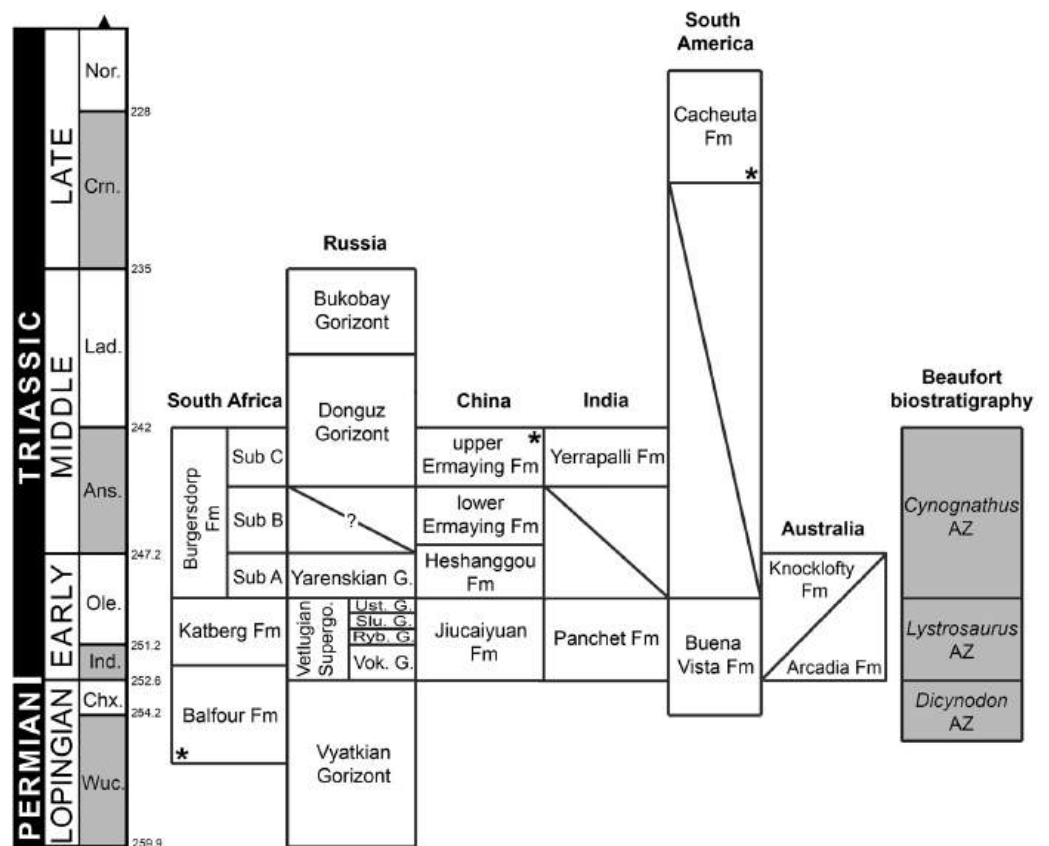 South
America
Nor.
228
Cacheuta
Fm
*
LATE
Crn.
Russia
235
TRIASSIC
Bukobay
Gorizont
Lad.
MIDDLE
South Africa
Donguz
Gorizont
China
India
Beaufort
biostratigraphy
242
Burgersdorp
Fm
Sub C
upper
Ermaying Fm
*
Yerrapalli Fm
Ans.
Sub B
?
lower
Ermaying Fm
Cynognathus
AZ
Australia
247.2
Sub A
Yarenskian G.
Heshanggou
Fm
Knocklofty
Fm
EARLY
Ole.
Katberg Fm
Vetlugian
Supergo.
Ust. G.
Slu. G.
Ryb. G.
Vok. G.
Jiucaiyuan
Fm
Panchet Fm
Buena
Vista Fm
Lystrosaurus
AZ
251.2
Ind.
Arcadia Fm
252.6
PERMIAN
LOPINGIAN
Chx.
254.2
Balfour Fm
*
Dicynodon
AZ
Wuc.
Vyatkian
Gorizont
259.9